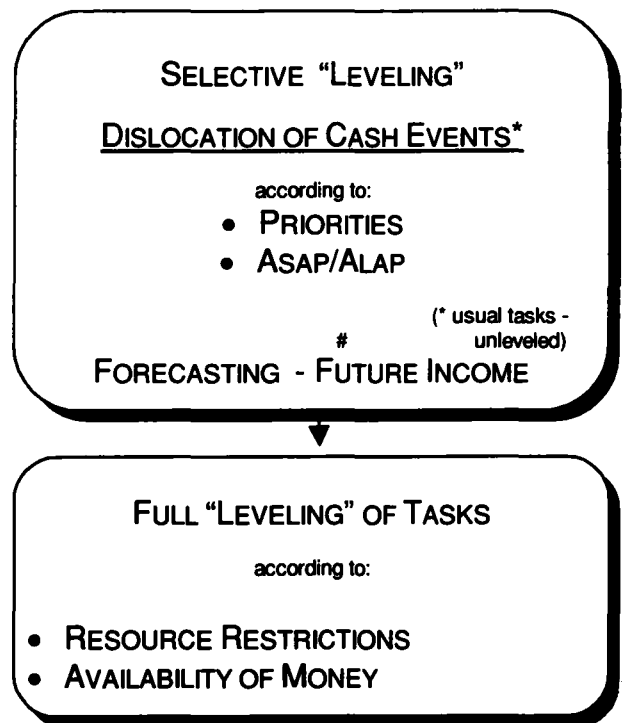 SELECTIVE “LEVELING”
DISLOCATION OF CASH EVENTS*
according to:
• PRIORITIES
• ASAP/ALAP
(* usual tasks -
# unleveled)
FORECASTING - FUTURE INCOME
FULL “LEVELING” OF TASKS
according to:
• RESOURCE RESTRICTIONS
• AVAILABILITY OF MONEY